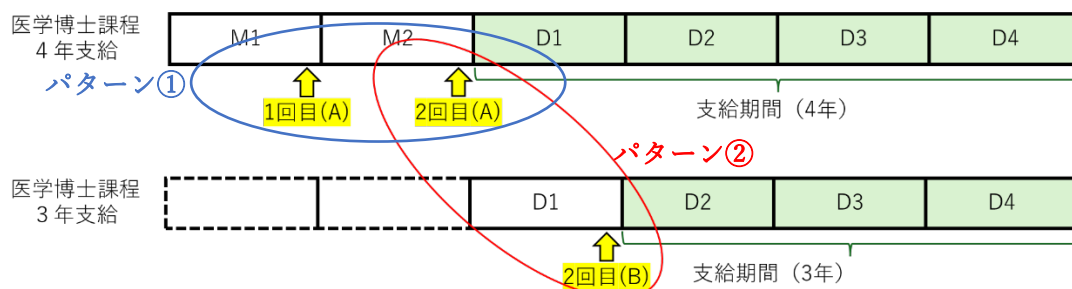 医学博士課程
４年支給
M1 M2 D1 D2 D3 D4
パターン①
1回目(A) 2回目(A)
支給期間（4年）
パターン②
医学博士課程
３年支給
D1 D2 D3 D4
2回目(B)
支給期間（3年）